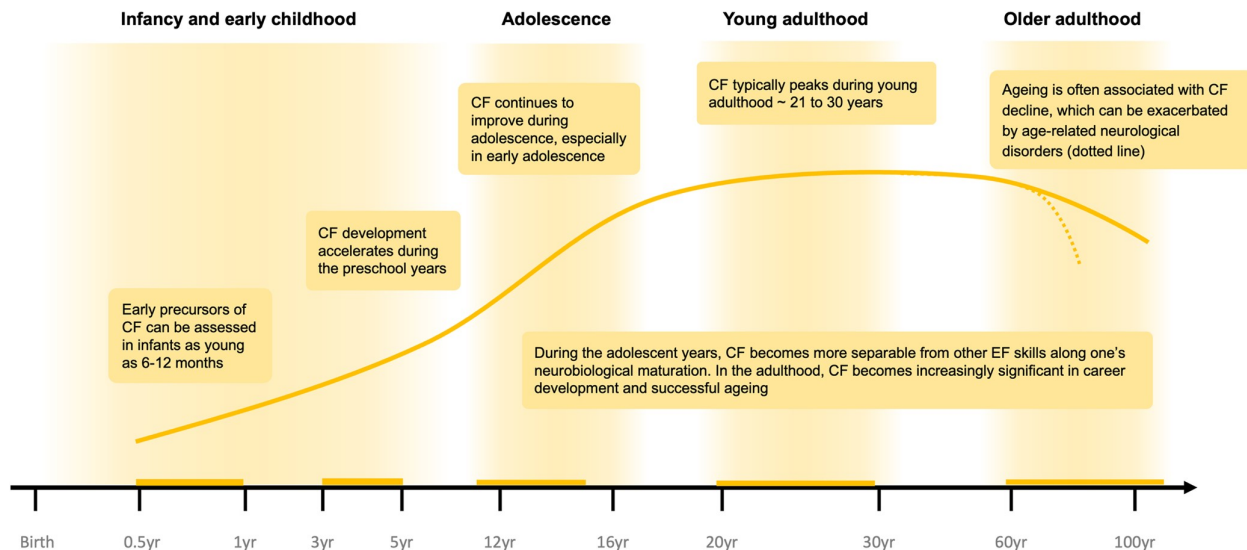 Infancy and early childhood
Adolescence
Young adulthood
Older adulthood
CF typically peaks during young
adulthood ~ 21 to 30 years
Ageing is often associated with CF
decline, which can be exacerbated
by age-related neurological
disorders (dotted line)
CF continues to
improve during
adolescence, especially
in early adolescence
CF development
accelerates during
the preschool years
Early precursors of
CF can be assessed
in infants as young
as 6-12 months
During the adolescent years, CF becomes more separable from other EF skills along one’s
neurobiological maturation. In the adulthood, CF becomes increasingly significant in career
development and successful ageing
Birth
0.5yr
1yr
3yr
5yr
12yr
16yr
20yr
30yr
60yr
100yr